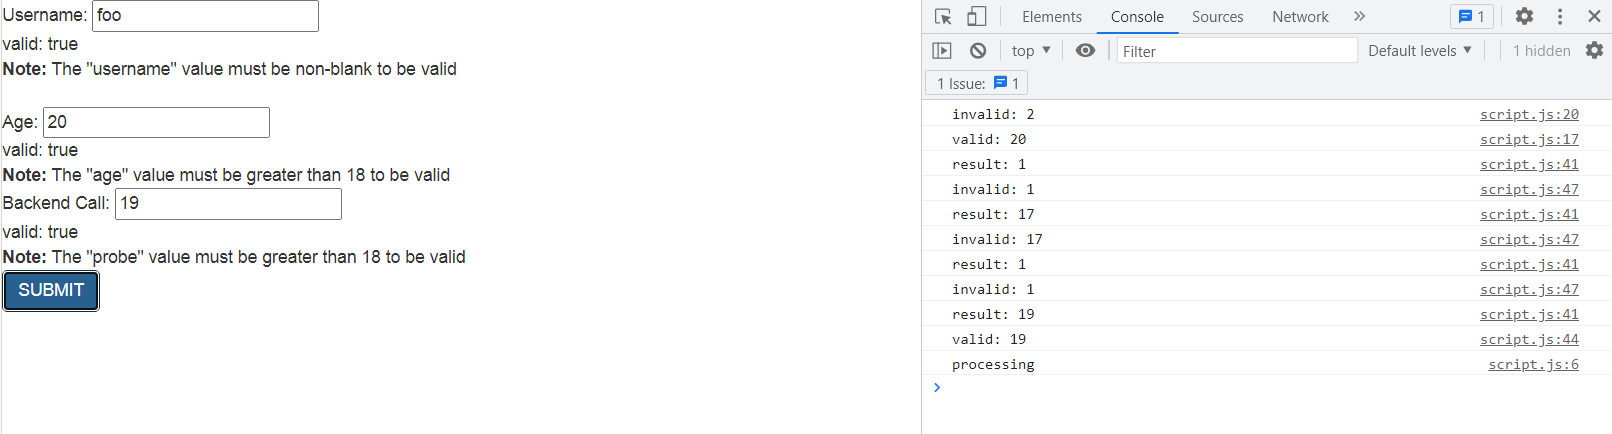 Username: foo
valid: true
Note: The "username" value must be non-blank to be valid
Age: 20
valid: true
Note: The "age" value must be greater than 18 to be valid
Backend Call: 19
valid: true
Note: The "probe" value must be greater than 18 to be valid
SUBMIT
Elements Console Sources Network 1
top Filter Default levels 1 hidden
1 Issue: 1
invalid: 2 script.js:20
valid: 20 script.js:17
result: 1 script.js:41
invalid: 1 script.js:47
result: 17 script.js:41
invalid: 17 script.js:47
result: 1 script.js:41
invalid: 1 script.js:47
result: 19 script.js:41
valid: 19 script.js:44
processing script.js:6